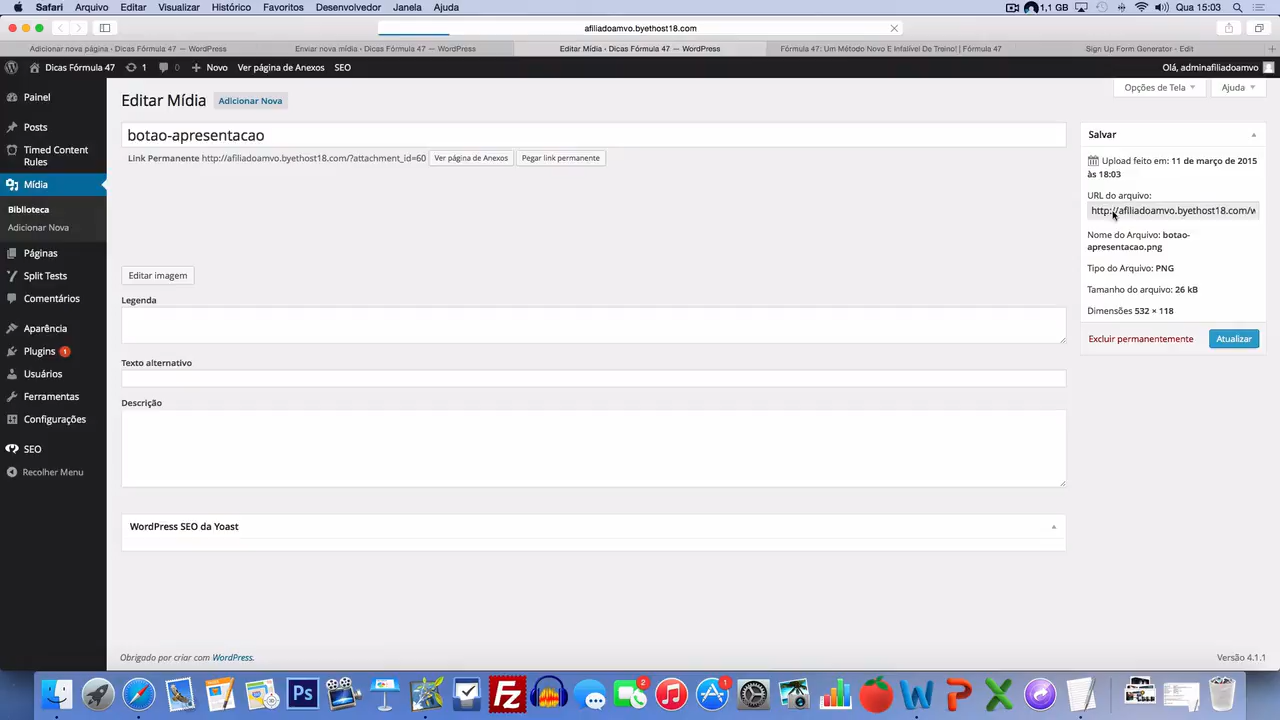 Safari Arquivo Editar Visualizar Histórico Favoritos Desenvolvedor Janela Ajuda 1,1 GB Qua 15:03
afiliadoamvo.byethost18.com
Adicionar nova página ‹ Dicas Fórmula 47 — WordPress
Enviar nova mídia ‹ Dicas Fórmula 47 — WordPress
Editar Mídia ‹ Dicas Fórmula 47 — WordPress
Fórmula 47: Um Método Novo E Infalível De Treino! | Fórmula 47
Sign Up Form Generator - Edit
Dicas Fórmula 47 1 0 Novo Ver página de Anexos SEO Olá, adminafiliadoamvo
Opções de Tela Ajuda
Painel
Posts
Timed Content
Rules
Mídia
Biblioteca
Adicionar Nova
Páginas
Split Tests
Comentários
Aparência
Plugins 1
Usuários
Ferramentas
Configurações
SEO
Recolher Menu
Editar Mídia Adicionar Nova
botao-apresentacao
Link Permanente http://afiliadoamvo.byethost18.com/?attachment_id=60 Ver página de Anexos Pegar link permanente
Editar imagem
Legenda
Texto alternativo
Descrição
WordPress SEO da Yoast
Salvar
Upload feito em: 11 de março de 2015
às 18:03
URL do arquivo:
http://afiliadoamvo.byethost18.com/w
Nome do Arquivo: botao-
apresentacao.png
Tipo do Arquivo: PNG
Tamanho do arquivo: 26 kB
Dimensões 532 × 118
Excluir permanentemente Atualizar
Obrigado por criar com WordPress. Versão 4.1.1
Ps
Fz
2
1